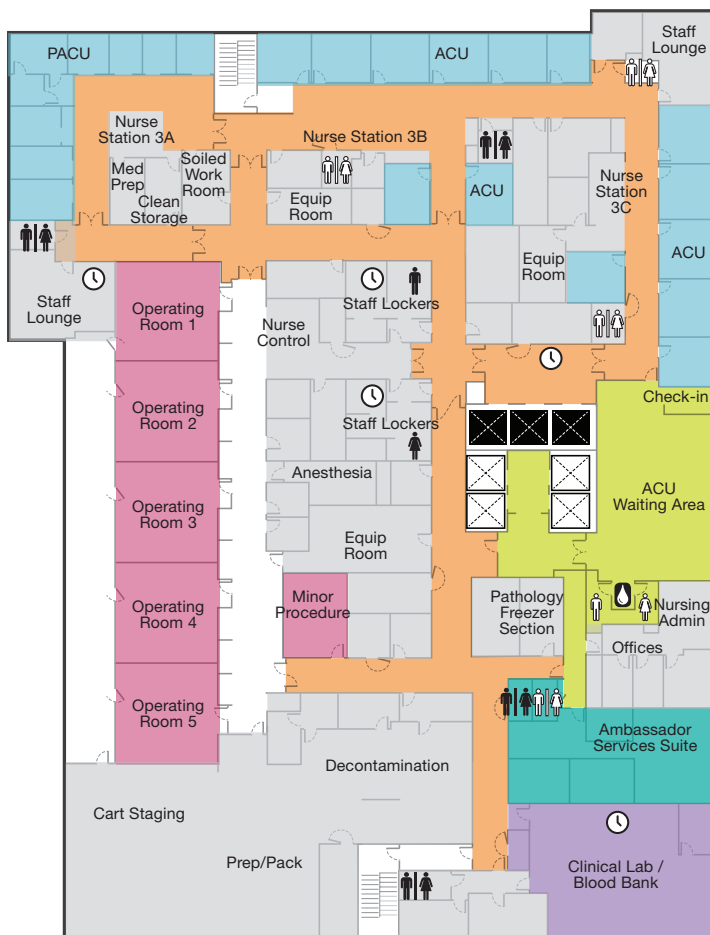 Staff
Lounge
PACU
ACU
Nurse
Station 3A
Nurse Station 3B
Med
Prep
Soiled
Work
Room
Clean
Storage
Equip
Room
ACU
Nurse
Station
3C
Equip
Room
ACU
Staff
Lounge
Operating
Room 1
Staff Lockers
Nurse
Control
Operating
Room 2
Staff Lockers
Check-in
Anesthesia
ACU
Waiting Area
Operating
Room 3
Equip
Room
Operating
Room 4
Minor
Procedure
Pathology
Freezer
Section
Nursing
Admin
Offices
Operating
Room 5
Ambassador
Services Suite
Decontamination
Cart Staging
Prep/Pack
Clinical Lab /
Blood Bank